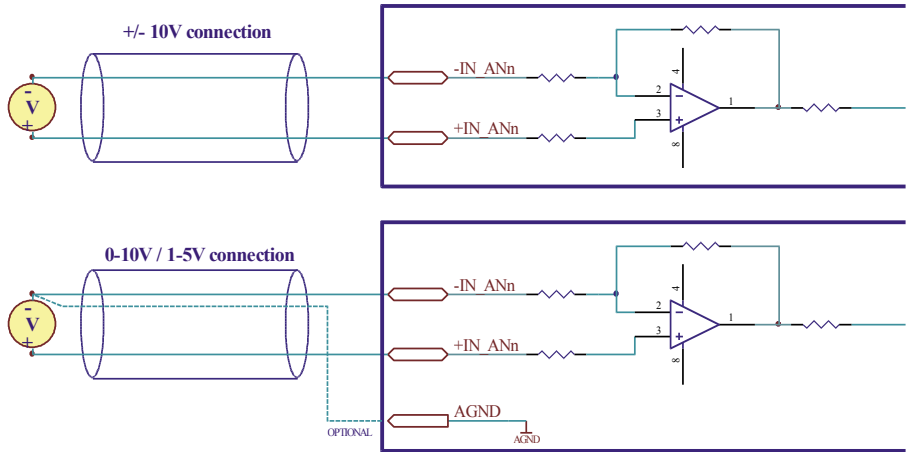 +/- 10V connection
-IN_ANn
4
-
V
+
2
-
3
+
1
+IN_ANn
8
0-10V / 1-5V connection
-IN_ANn
4
-
V
+
2
-
3
+
1
+IN_ANn
8
AGND
OPTIONAL
AGND